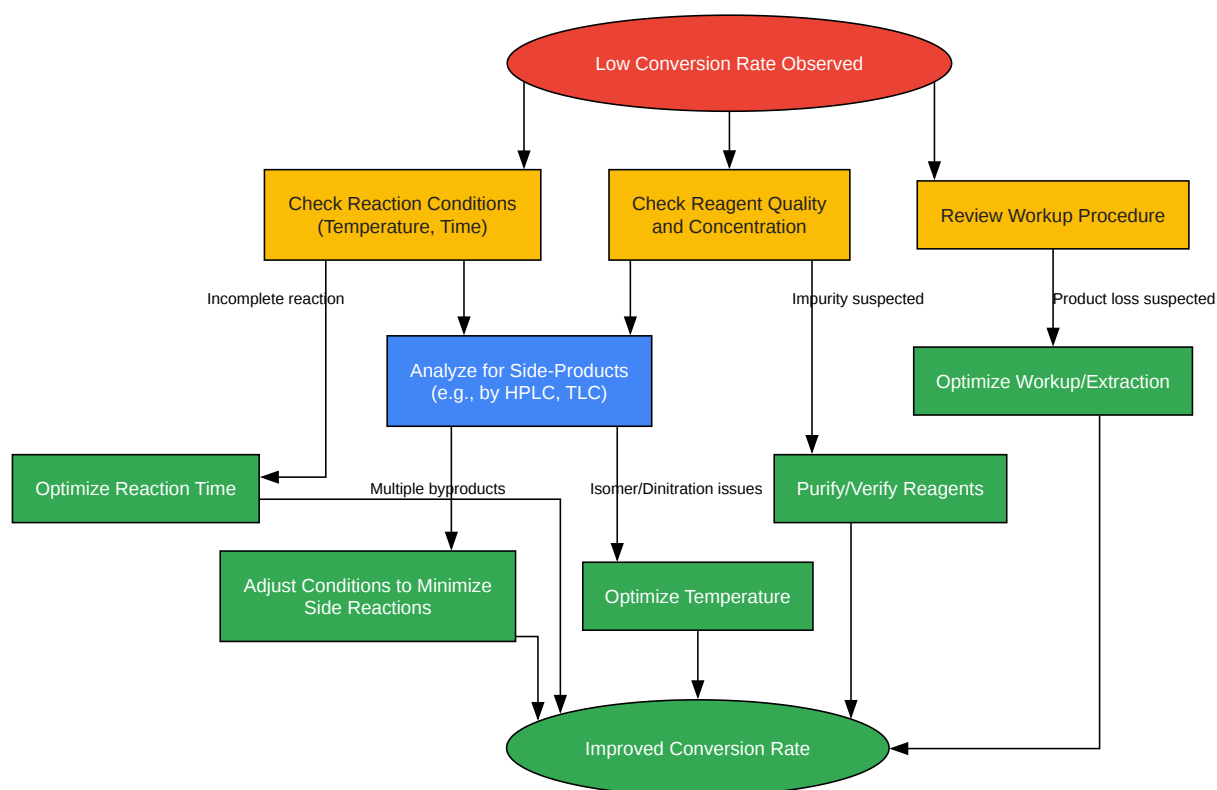 Low Conversion Rate Observed
Check Reaction Conditions
(Temperature, Time)
Check Reagent Quality
and Concentration
Review Workup Procedure
Incomplete reaction
Impurity suspected
Product loss suspected
Analyze for Side-Products
(e.g., by HPLC, TLC)
Optimize Workup/Extraction
Optimize Reaction Time
Multiple byproducts
Isomer/Dinitration issues
Purify/Verify Reagents
Adjust Conditions to Minimize
Side Reactions
Optimize Temperature
Improved Conversion Rate